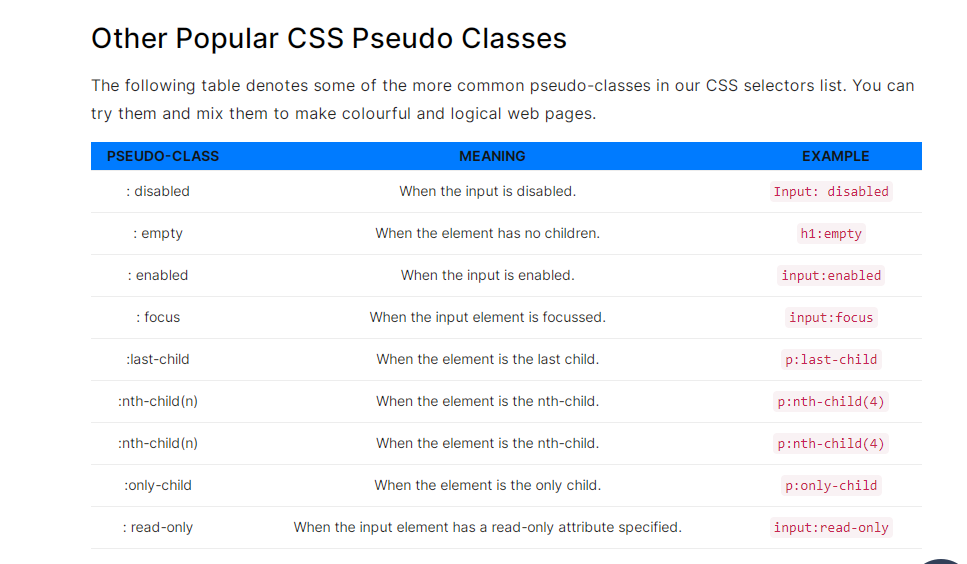 Other Popular CSS Pseudo Classes
The following table denotes some of the more common pseudo-classes in our CSS selectors list. You can
try them and mix them to make colourful and logical web pages.
PSEUDO-CLASS MEANING EXAMPLE
: disabled When the input is disabled. Input: disabled
: empty When the element has no children. h1:empty
: enabled When the input is enabled. input:enabled
: focus When the input element is focussed. input:focus
:last-child When the element is the last child. p:last-child
:nth-child(n) When the element is the nth-child. p:nth-child(4)
:nth-child(n) When the element is the nth-child. p:nth-child(4)
:only-child When the element is the only child. p:only-child
: read-only When the input element has a read-only attribute specified. input:read-only